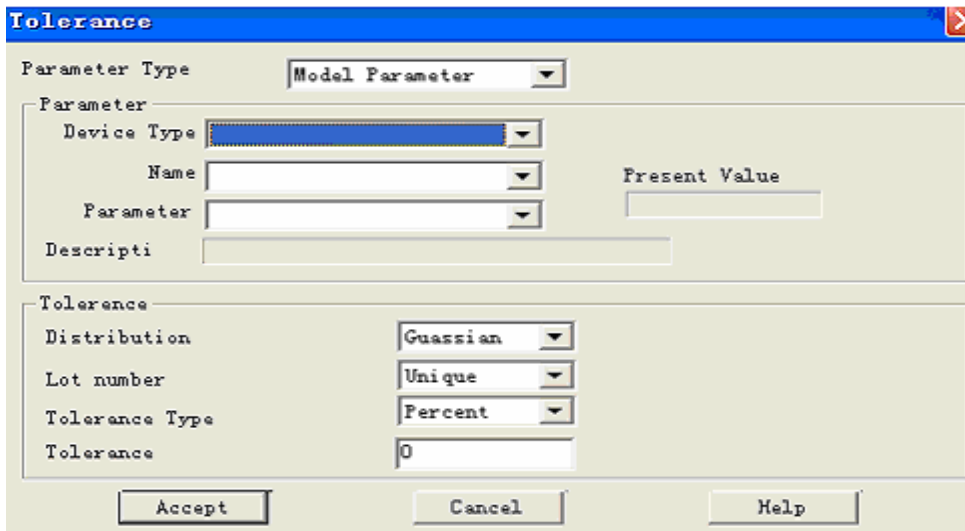 Tolerance
Parameter Type Model Parameter
Parameter
Device Type
Name Present Value
Parameter
Descripti
Tolerence
Distribution Guassian
Lot number Unique
Tolerance Type Percent
Tolerance 0
Accept Cancel Help